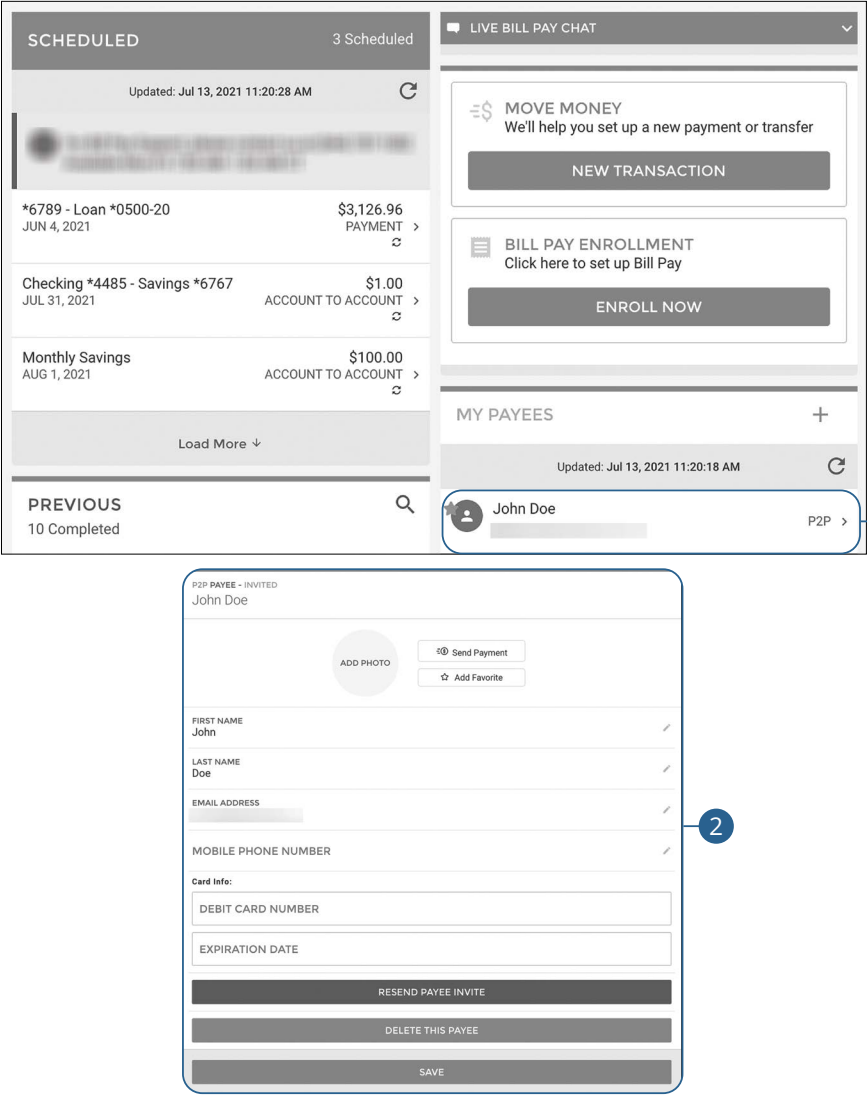 SCHEDULED
3 Scheduled
Updated: Jul 13, 2021 11:20:28 AM
*6789 - Loan *0500-20
$3,126.96
JUN 4, 2021
PAYMENT
Checking *4485 - Savings *6767
$1.00
JUL 31, 2021
ACCOUNT TO ACCOUNT
Monthly Savings
$100.00
AUG 1, 2021
ACCOUNT TO ACCOUNT
Load More
PREVIOUS
10 Completed
LIVE BILL PAY CHAT
MOVE MONEY
We'll help you set up a new payment or transfer
NEW TRANSACTION
BILL PAY ENROLLMENT
Click here to set up Bill Pay
ENROLL NOW
MY PAYEES
Updated: Jul 13, 2021 11:20:18 AM
John Doe
P2P
P2P PAYEE - INVITED
John Doe
ADD PHOTO
Send Payment
Add Favorite
FIRST NAME
John
LAST NAME
Doe
EMAIL ADDRESS
MOBILE PHONE NUMBER
Card Info:
DEBIT CARD NUMBER
EXPIRATION DATE
RESEND PAYEE INVITE
DELETE THIS PAYEE
SAVE
2